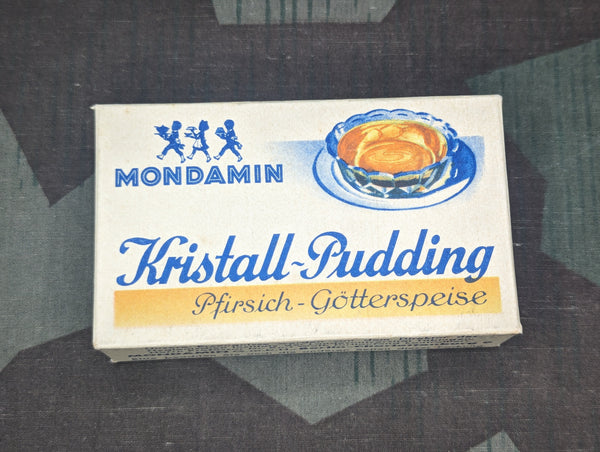 MONDAMIN
Kristall-Pudding
Pfirsich-Götterspeise